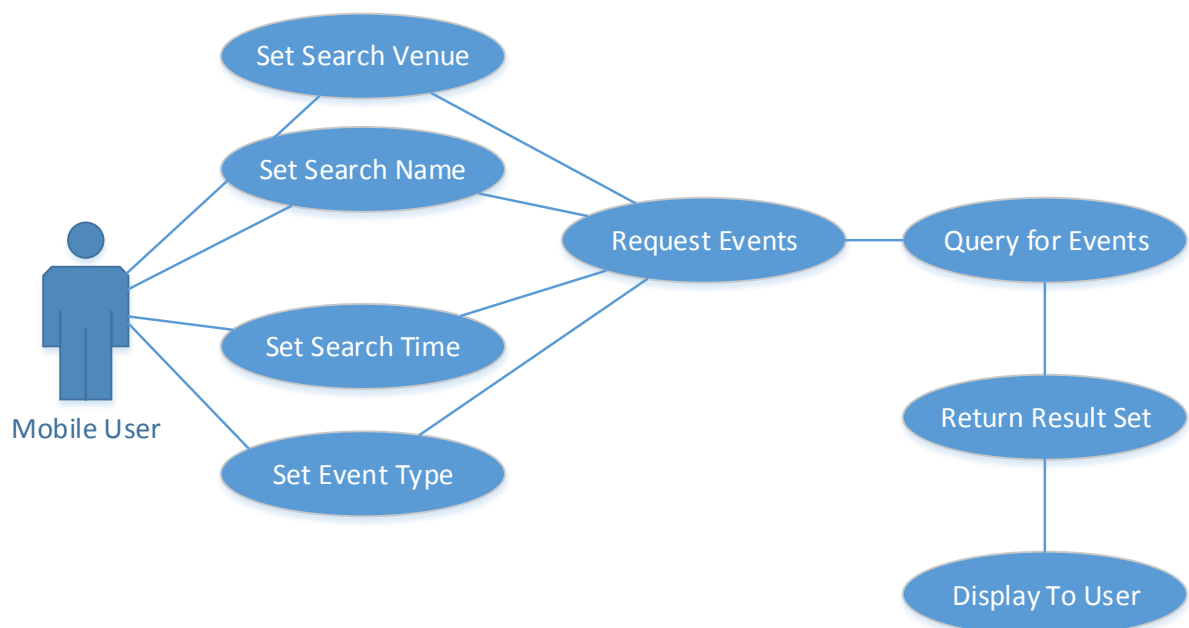 Set Search Venue
Set Search Name
Request Events
Query for Events
Set Search Time
Return Result Set
Mobile User
Set Event Type
Display To User